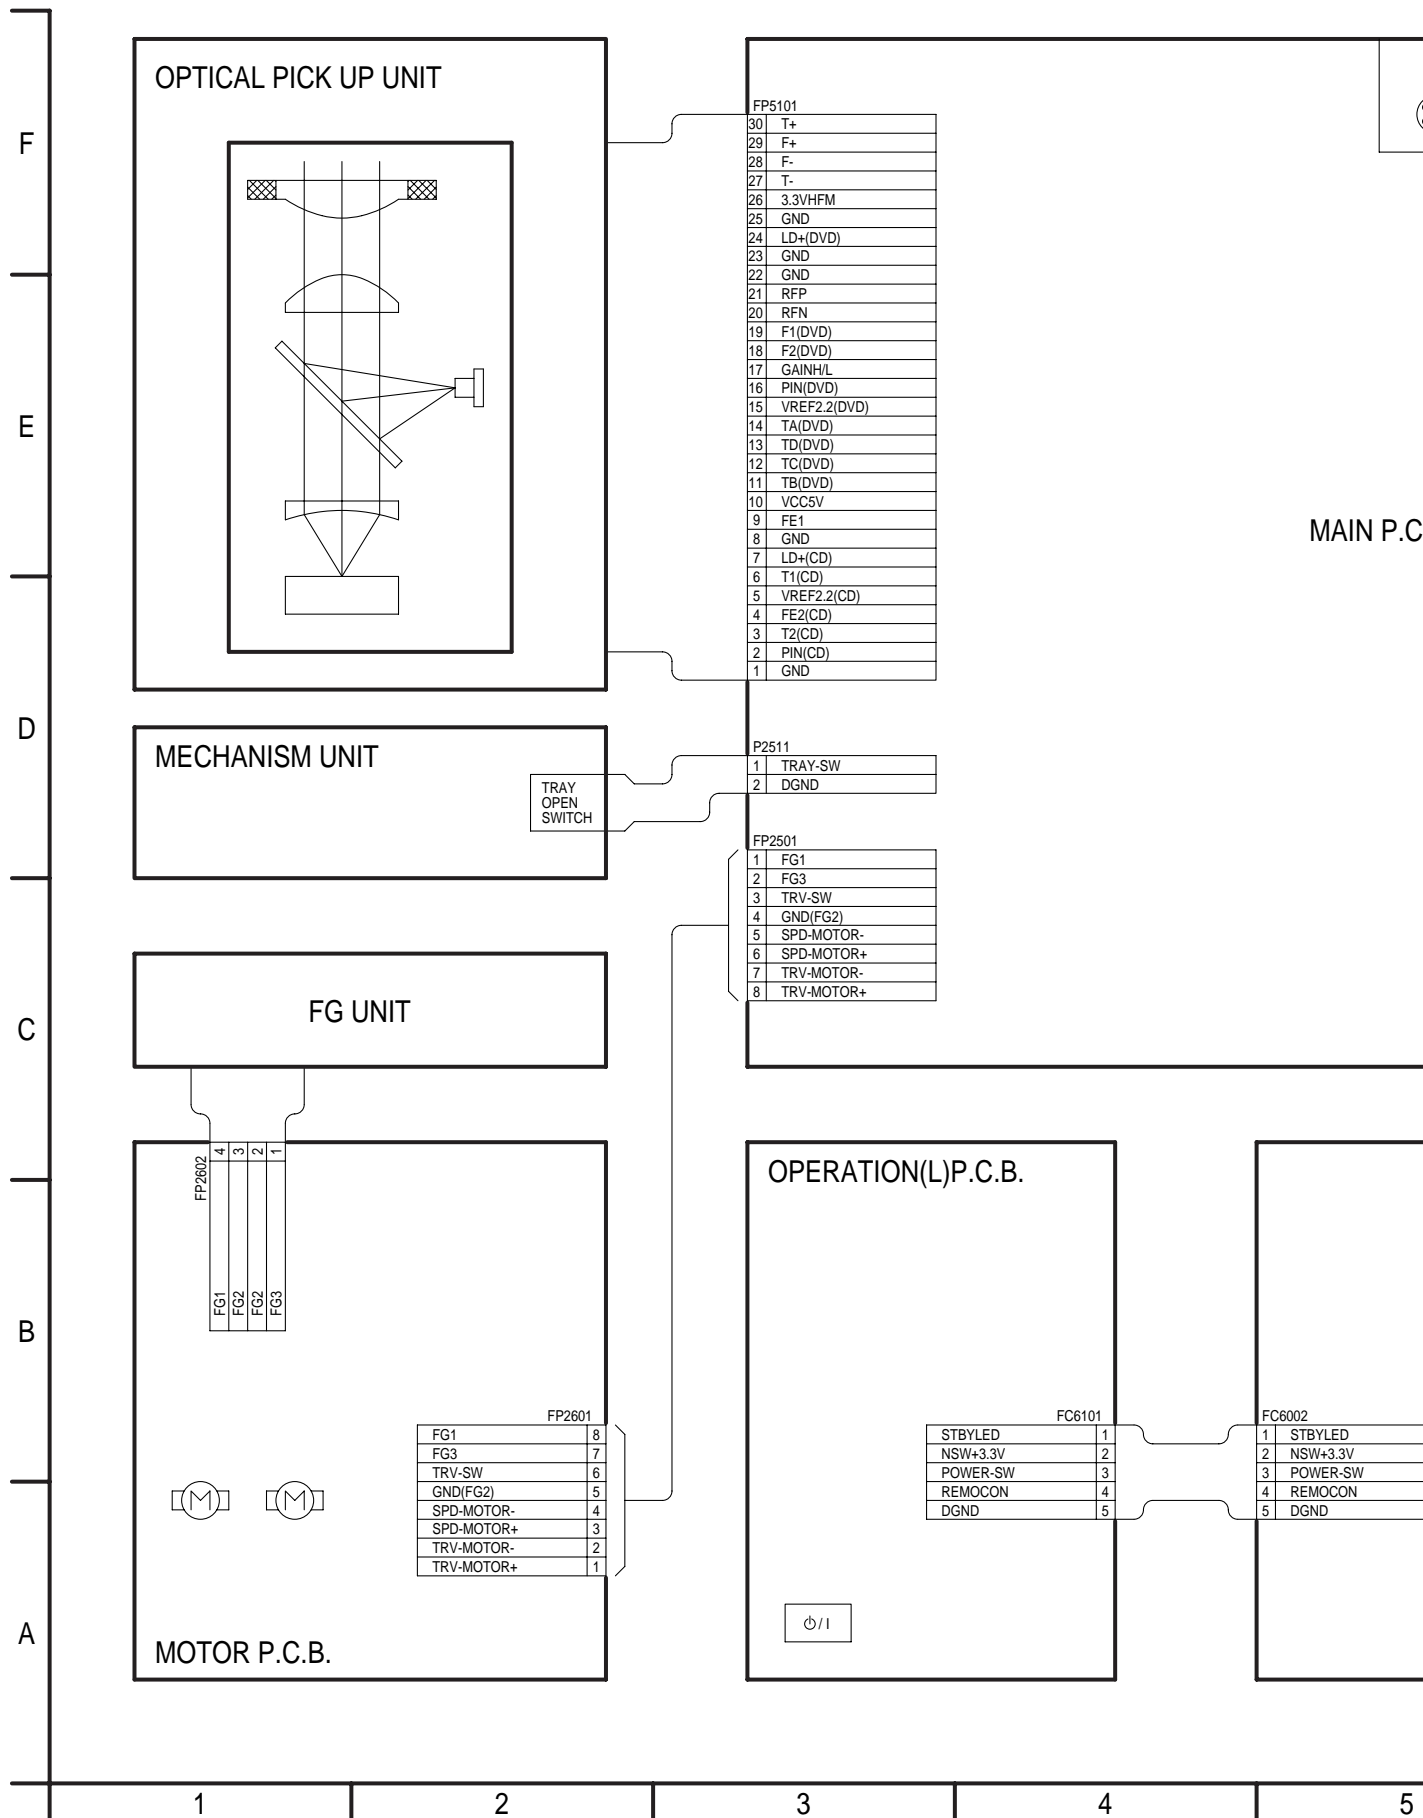 F
E
D
C
B
A
OPTICAL PICK UP UNIT
FP5101
30 T+
29 F+
28 F-
27 T-
26 3.3VHFM
25 GND
24 LD+(DVD)
23 GND
22 GND
21 RFP
20 RFN
19 F1(DVD)
18 F2(DVD)
17 GAINH/L
16 PIN(DVD)
15 VREF2.2(DVD)
14 TA(DVD)
13 TD(DVD)
12 TC(DVD)
11 TB(DVD)
10 VCC5V
9 FE1
8 GND
7 LD+(CD)
6 T1(CD)
5 VREF2.2(CD)
4 FE2(CD)
3 T2(CD)
2 PIN(CD)
1 GND
MAIN P.C
MECHANISM UNIT
TRAY
OPEN
SWITCH
P2511
1 TRAY-SW
2 DGND
FP2501
1 FG1
2 FG3
3 TRV-SW
4 GND(FG2)
5 SPD-MOTOR-
6 SPD-MOTOR+
7 TRV-MOTOR-
8 TRV-MOTOR+
FG UNIT
FP2602
4 FG1
3 FG2
2 FG2
1 FG3
FP2601
FG1 8
FG3 7
TRV-SW 6
GND(FG2) 5
SPD-MOTOR- 4
SPD-MOTOR+ 3
TRV-MOTOR- 2
TRV-MOTOR+ 1
M M
MOTOR P.C.B.
OPERATION(L)P.C.B.
FC6101
STBYLED 1
NSW+3.3V 2
POWER-SW 3
REMOCON 4
DGND 5
⏻/I
FC6002
1 STBYLED
2 NSW+3.3V
3 POWER-SW
4 REMOCON
5 DGND
1 2 3 4 5